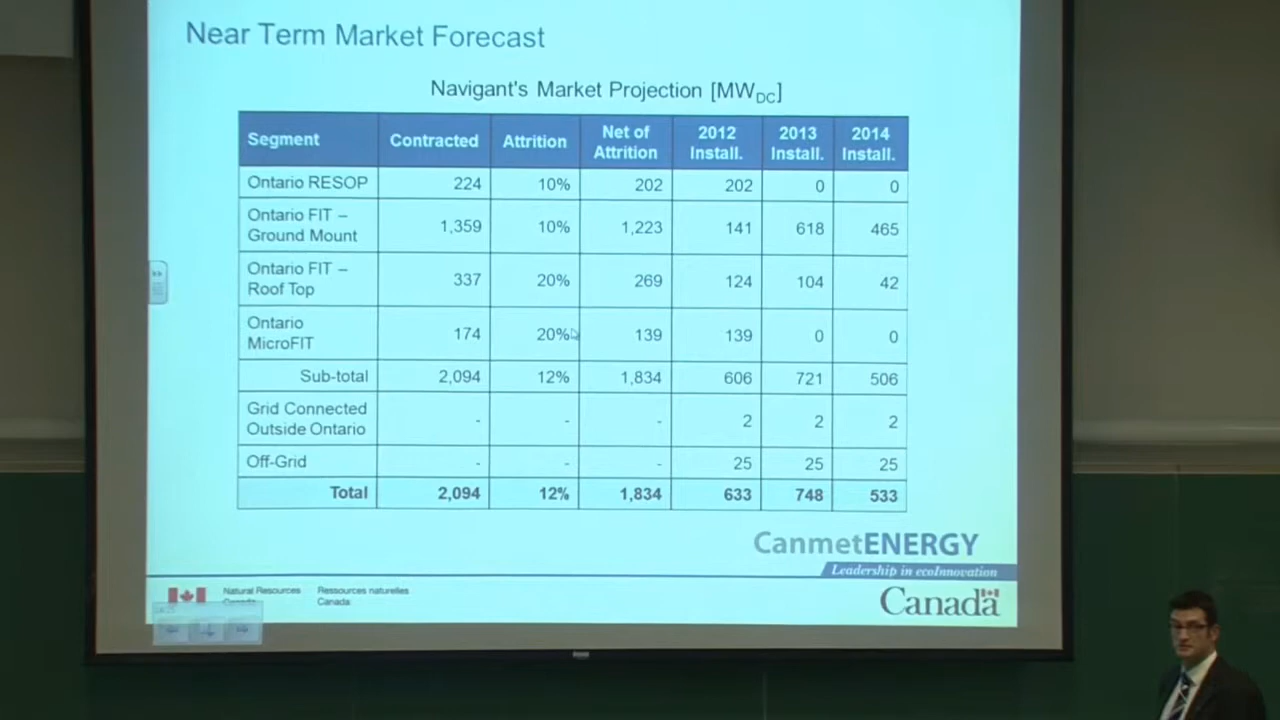 Near Term Market Forecast
Navigant's Market Projection [MWDC]
Segment Contracted Attrition Net of Attrition 2012 Install. 2013 Install. 2014 Install.
Ontario RESOP 224 10% 202 202 0 0
Ontario FIT – Ground Mount 1,359 10% 1,223 141 618 465
Ontario FIT – Roof Top 337 20% 269 124 104 42
Ontario MicroFIT 174 20% 139 139 0 0
Sub-total 2,094 12% 1,834 606 721 506
Grid Connected Outside Ontario - - - 2 2 2
Off-Grid - - - 25 25 25
Total 2,094 12% 1,834 633 748 533
CanmetENERGY
Leadership in ecoInnovation
Natural Resources Canada
Ressources naturelles Canada
Canada